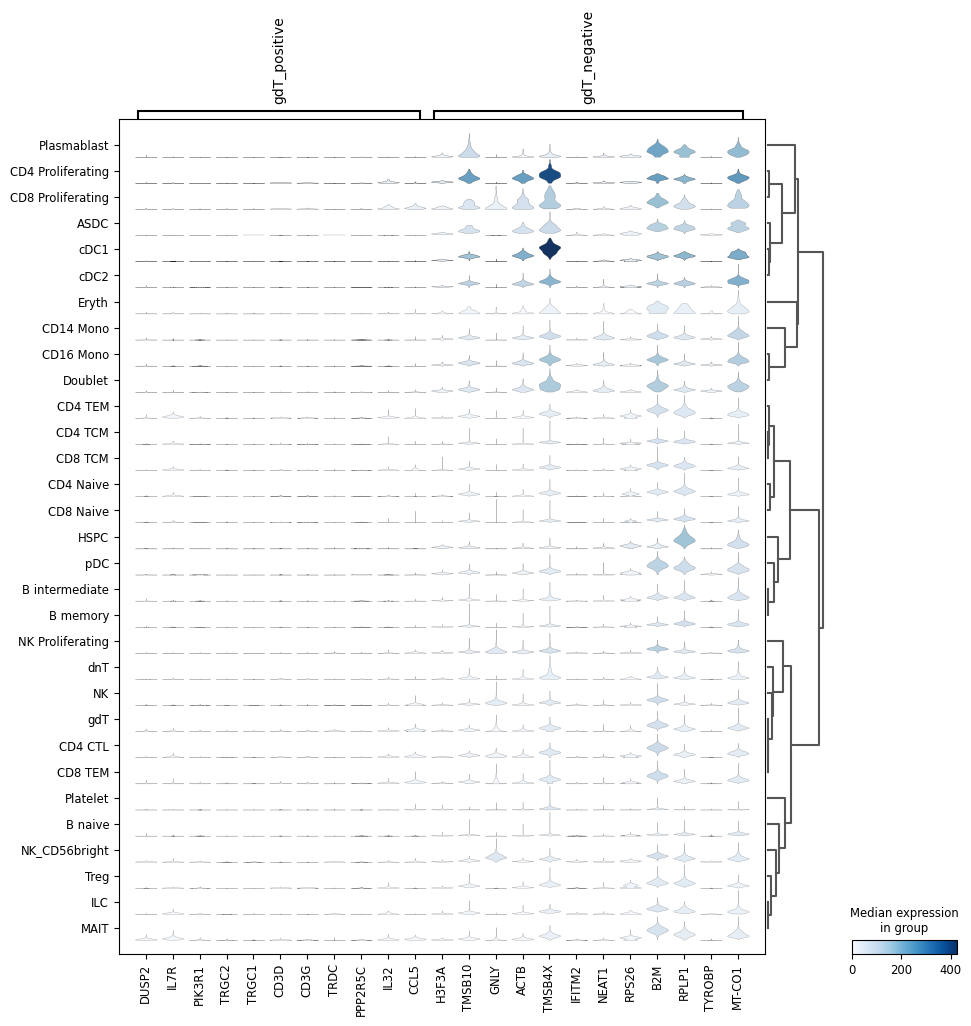 gdT_positive
gdT_negative
Plasmablast
CD4 Proliferating
CD8 Proliferating
ASDC
cDC1
cDC2
Eryth
CD14 Mono
CD16 Mono
Doublet
CD4 TEM
CD4 TCM
CD8 TCM
CD4 Naive
CD8 Naive
HSPC
pDC
B intermediate
B memory
NK Proliferating
dnT
NK
gdT
CD4 CTL
CD8 TEM
Platelet
B naive
NK_CD56bright
Treg
ILC
MAIT
DUSP2
IL7R
PIK3R1
TRGC2
TRGC1
CD3D
CD3G
TRDC
PPP2R5C
IL32
CCL5
H3F3A
TMSB10
GNLY
ACTB
TMSB4X
IFITM2
NEAT1
RPS26
B2M
RPLP1
TYROBP
MT-CO1
Median expression
in group
0 200 400